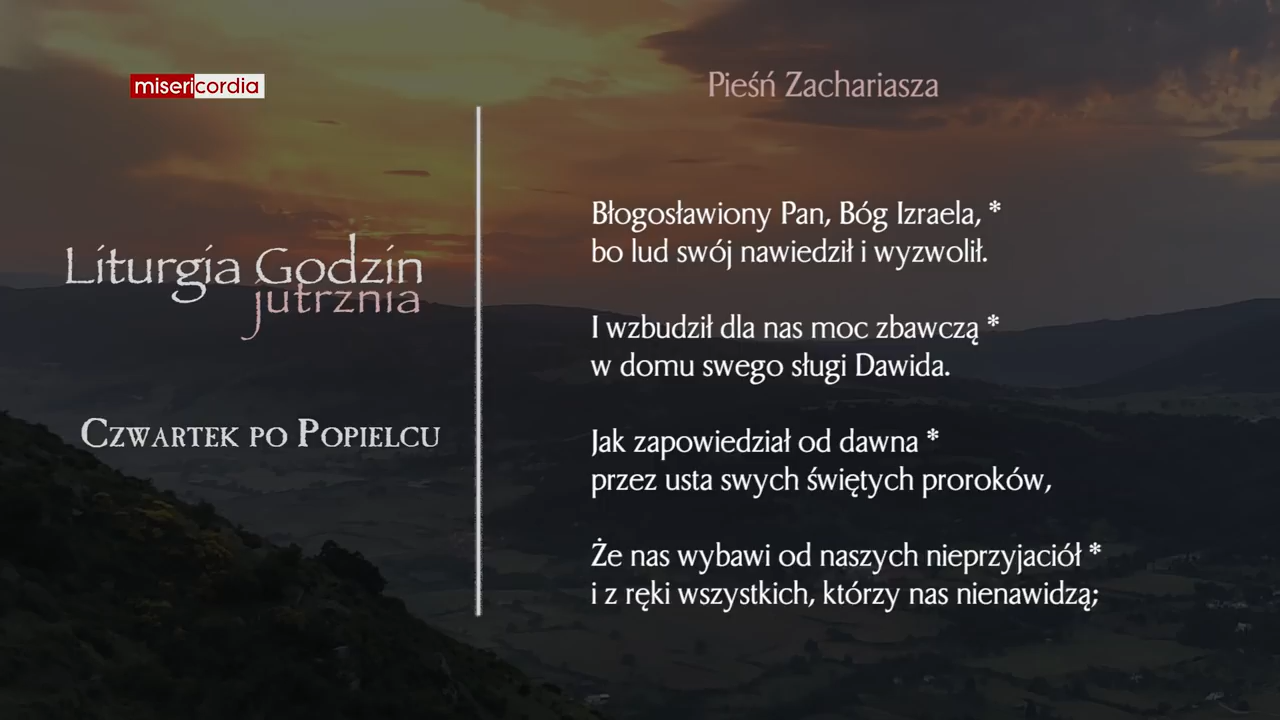 misericordia
Liturgia Godzin
jutrznia
Czwartek po Popielcu
Pieśń Zachariasza
Błogosławiony Pan, Bóg Izraela, *
bo lud swój nawiedził i wyzwolił.
I wzbudził dla nas moc zbawczą *
w domu swego sługi Dawida.
Jak zapowiedział od dawna *
przez usta swych świętych proroków,
Że nas wybawi od naszych nieprzyjaciół *
i z ręki wszystkich, którzy nas nienawidzą;